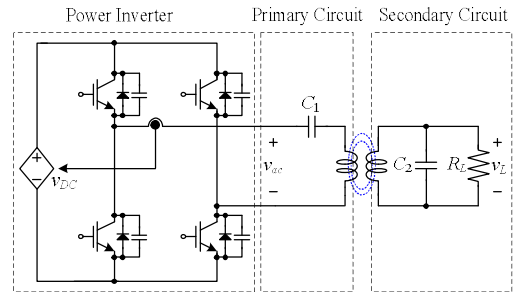 Power Inverter Primary Circuit Secondary Circuit
C1
+ + +
vDC vac C2 RL vL
− − −